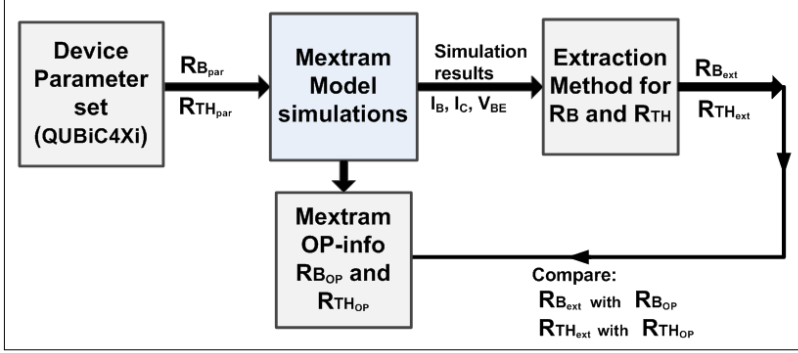 Device
Parameter
set
(QUBiC4Xi)
RBpar
RTHpar
Mextram
Model
simulations
Simulation
results
IB, IC, VBE
Extraction
Method for
RB and RTH
RBext
RTHext
Mextram
OP-info
RBOP and
RTHOP
Compare:
RBext with RBOP
RTHext with RTHOP